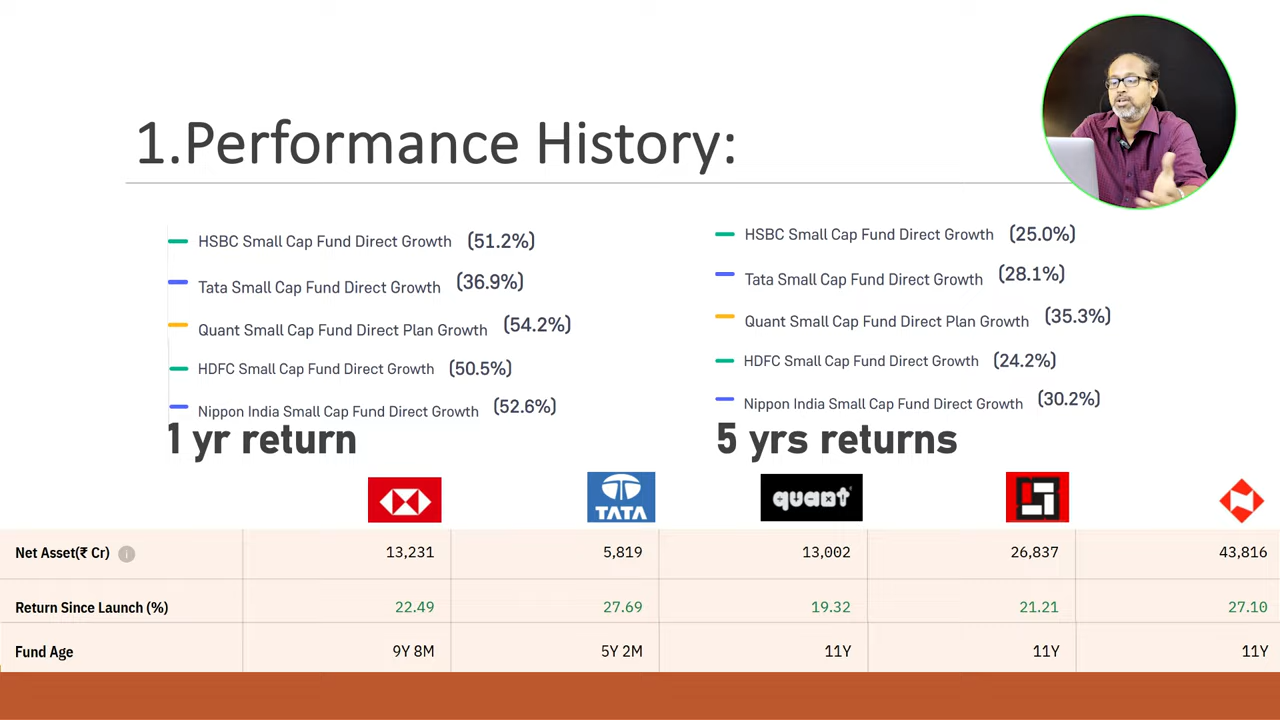 1.Performance History:
HSBC Small Cap Fund Direct Growth (51.2%)
Tata Small Cap Fund Direct Growth (36.9%)
Quant Small Cap Fund Direct Plan Growth (54.2%)
HDFC Small Cap Fund Direct Growth (50.5%)
Nippon India Small Cap Fund Direct Growth (52.6%)
1 yr return
HSBC Small Cap Fund Direct Growth (25.0%)
Tata Small Cap Fund Direct Growth (28.1%)
Quant Small Cap Fund Direct Plan Growth (35.3%)
HDFC Small Cap Fund Direct Growth (24.2%)
Nippon India Small Cap Fund Direct Growth (30.2%)
5 yrs returns
TATA quant
Net Asset(₹ Cr) i 13,231 5,819 13,002 26,837 43,816
Return Since Launch (%) 22.49 27.69 19.32 21.21 27.10
Fund Age 9Y 8M 5Y 2M 11Y 11Y 11Y